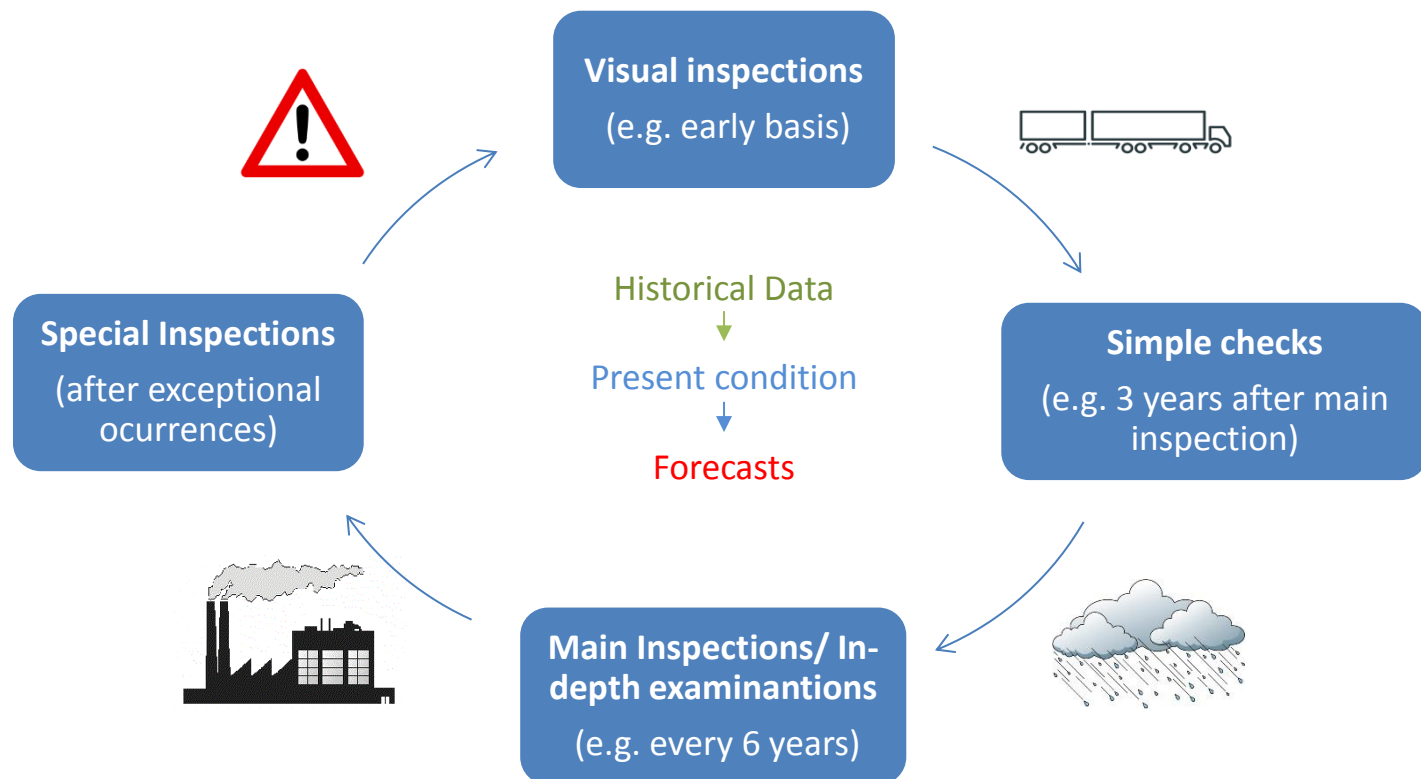 Visual inspections
(e.g. early basis)
Historical Data
Present condition
Forecasts
Special Inspections
(after exceptional
ocurrences)
Simple checks
(e.g. 3 years after main
inspection)
Main Inspections/ In-
depth examinantions
(e.g. every 6 years)